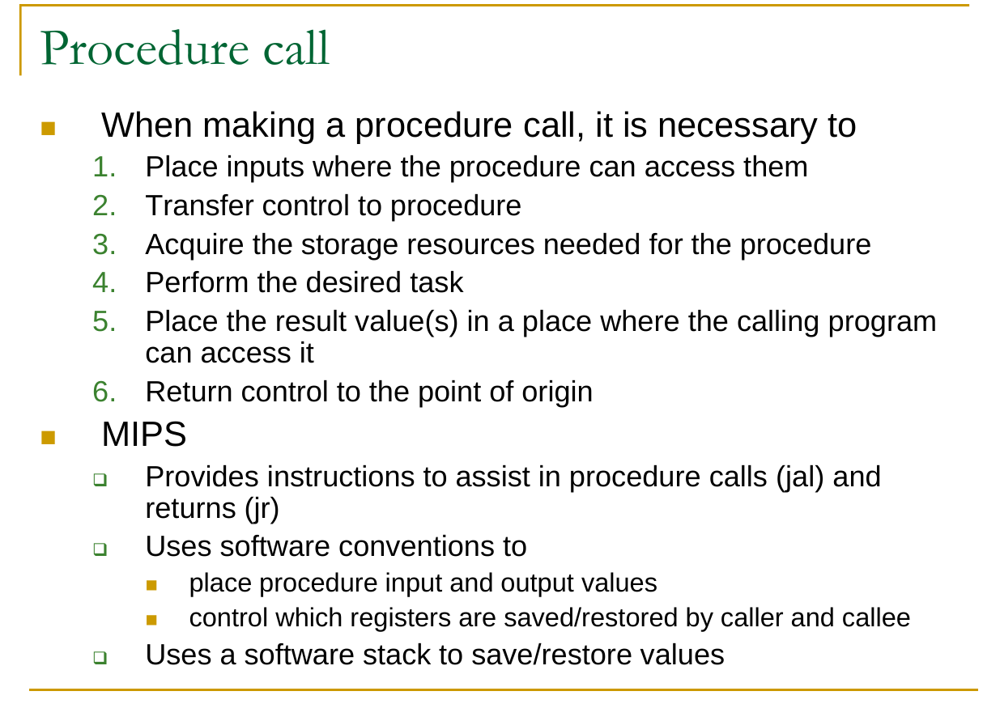 Procedure call
■ When making a procedure call, it is necessary to
1. Place inputs where the procedure can access them
2. Transfer control to procedure
3. Acquire the storage resources needed for the procedure
4. Perform the desired task
5. Place the result value(s) in a place where the calling program
can access it
6. Return control to the point of origin
■ MIPS
❑ Provides instructions to assist in procedure calls (jal) and
returns (jr)
❑ Uses software conventions to
■ place procedure input and output values
■ control which registers are saved/restored by caller and callee
❑ Uses a software stack to save/restore values